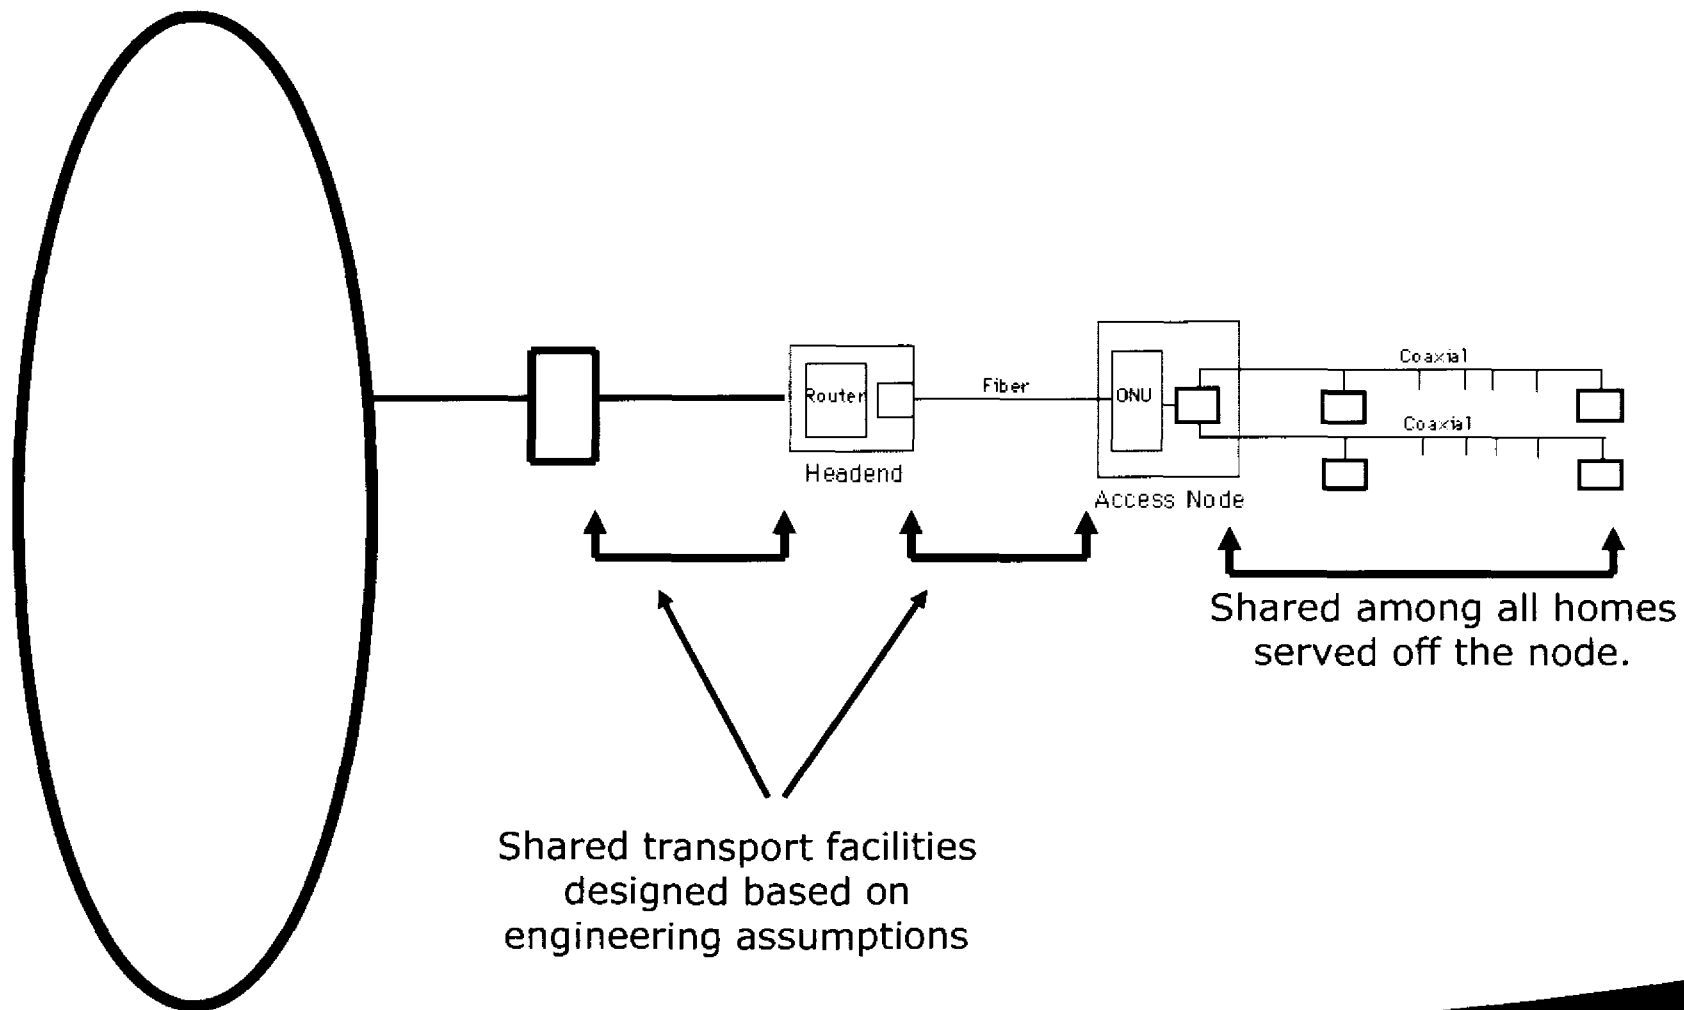 Coaxial
Fiber
Router
ONU
Coaxial
Headend
Access Node
Shared among all homes
served off the node.
Shared transport facilities
designed based on
engineering assumptions